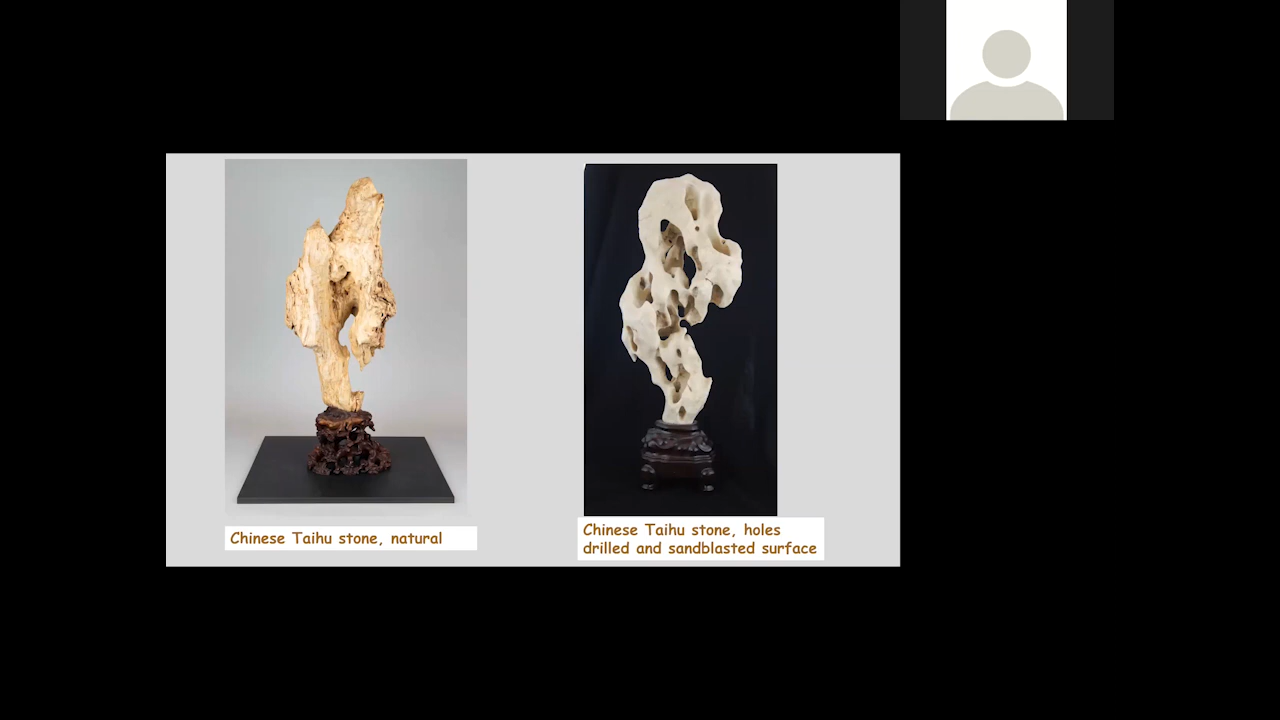 Chinese Taihu stone, natural
Chinese Taihu stone, holes
drilled and sandblasted surface